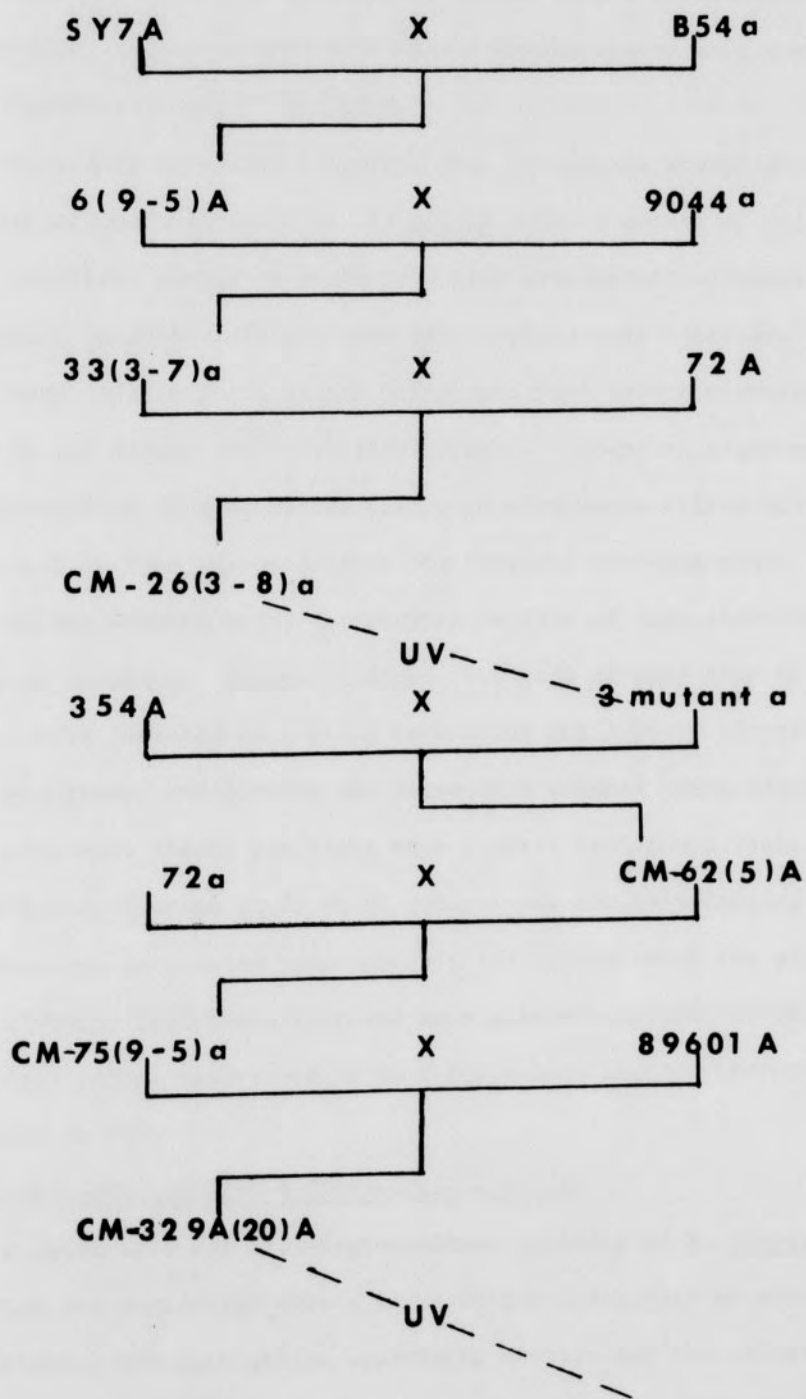 SY7A X B54a
6(9-5)A X 9044a
33(3-7)a X 72 A
CM-26(3-8)a
UV
354A X 3 mutant a
72a X CM-62(5)A
CM-75(9-5)a X 89601 A
CM-329A(20)A
UV